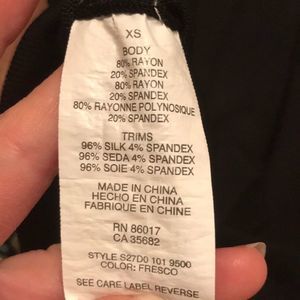 XS
BODY
80% RAYON
20% SPANDEX
80% RAYON
20% SPANDEX
80% RAYONNE POLYNOSIQUE
20% SPANDEX
TRIMS
96% SILK 4% SPANDEX
96% SEDA 4% SPANDEX
96% SOIE 4% SPANDEX
MADE IN CHINA
HECHO EN CHINA
FABRIQUE EN CHINE
RN 86017
CA 35682
STYLE S27D0 101 9500
COLOR: FRESCO
SEE CARE LABEL REVERSE